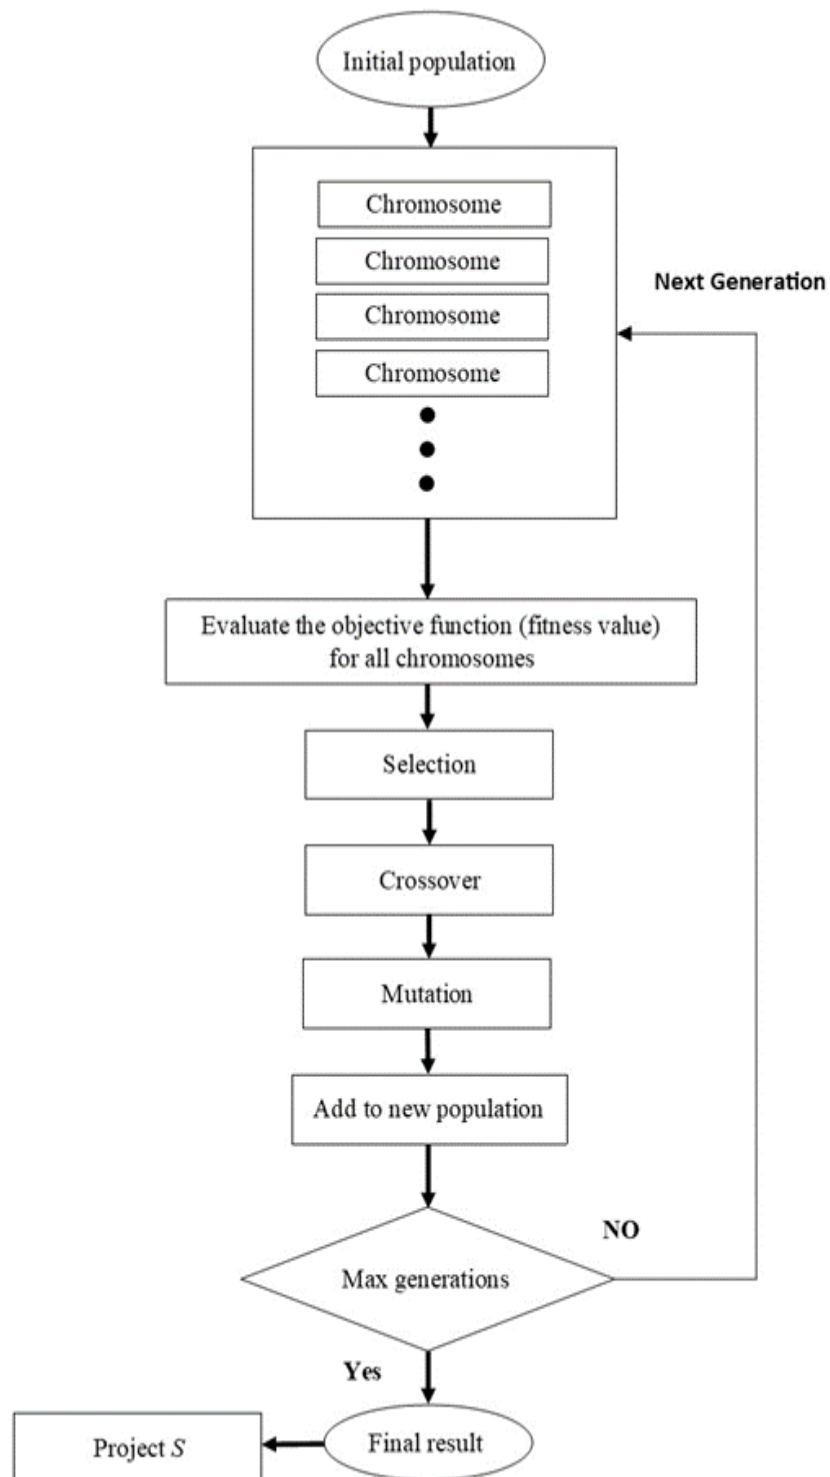 Initial population
Chromosome
Chromosome
Next Generation
Chromosome
Chromosome
Evaluate the objective function (fitness value)
for all chromosomes
Selection
Crossover
Mutation
Add to new population
NO
Max generations
Yes
Final result
Project S